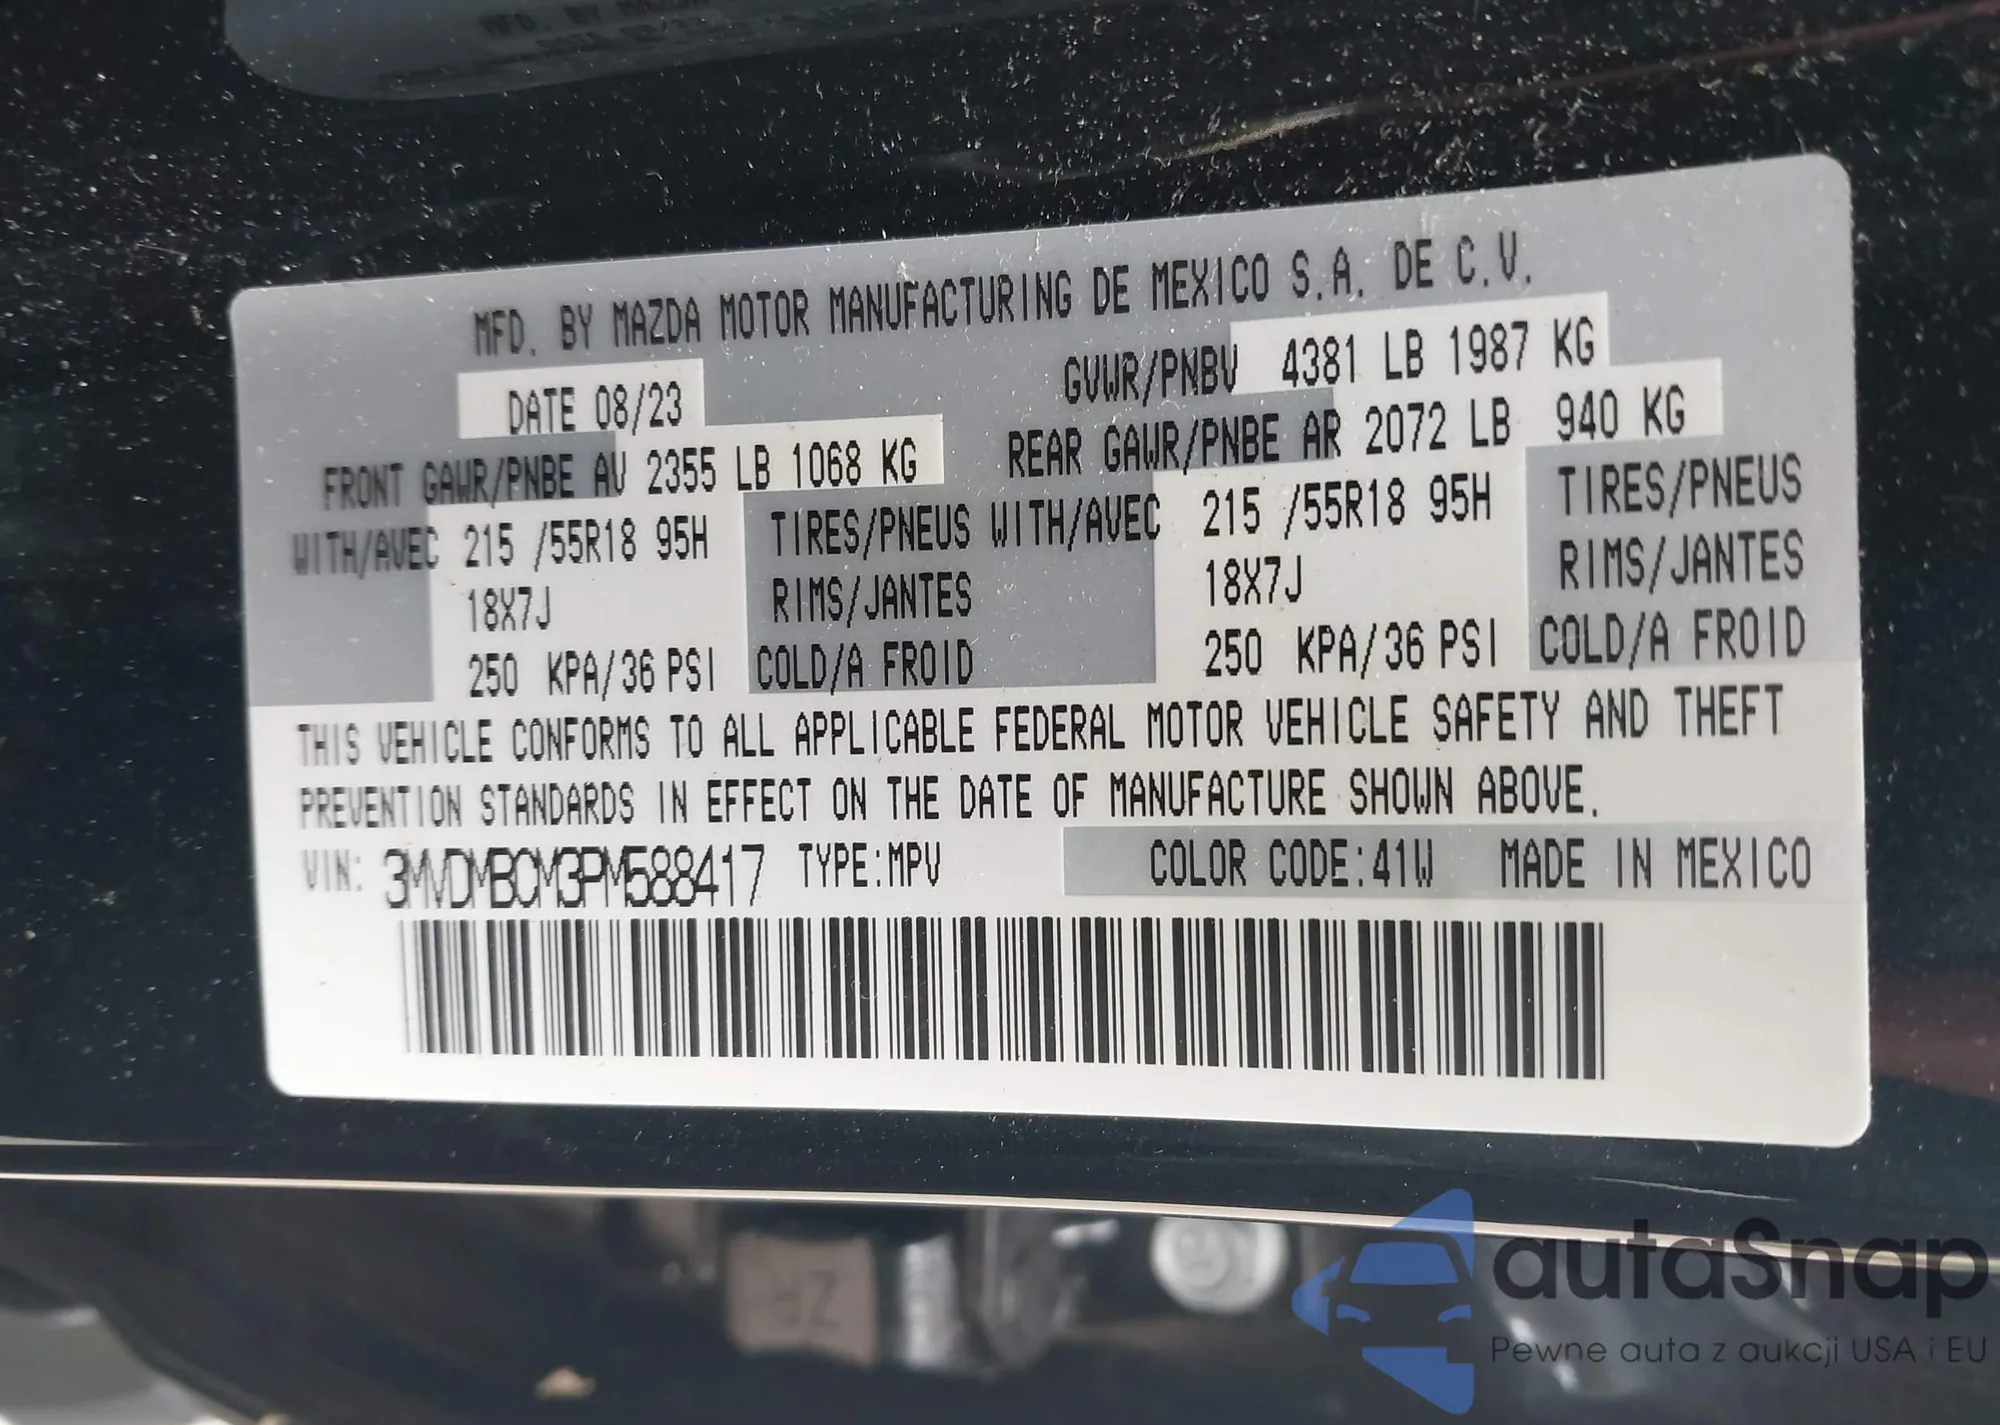 MFD. BY MAZDA MOTOR MANUFACTURING DE MEXICO S.A. DE C.V.
DATE 08/23 GVWR/PNBV 4381 LB 1987 KG
FRONT GAWR/PNBE AV 2355 LB 1068 KG REAR GAWR/PNBE AR 2072 LB 940 KG
WITH/AVEC 215 /55R18 95H TIRES/PNEUS WITH/AVEC 215 /55R18 95H TIRES/PNEUS
18X7J RIMS/JANTES 18X7J RIMS/JANTES
250 KPA/36 PSI COLD/A FROID 250 KPA/36 PSI COLD/A FROID
THIS VEHICLE CONFORMS TO ALL APPLICABLE FEDERAL MOTOR VEHICLE SAFETY AND THEFT
PREVENTION STANDARDS IN EFFECT ON THE DATE OF MANUFACTURE SHOWN ABOVE.
VIN: 3MVDMBCM3PM588417 TYPE:MPV COLOR CODE:41W MADE IN MEXICO
autaSnap
Pewne auta z aukcji USA i EU